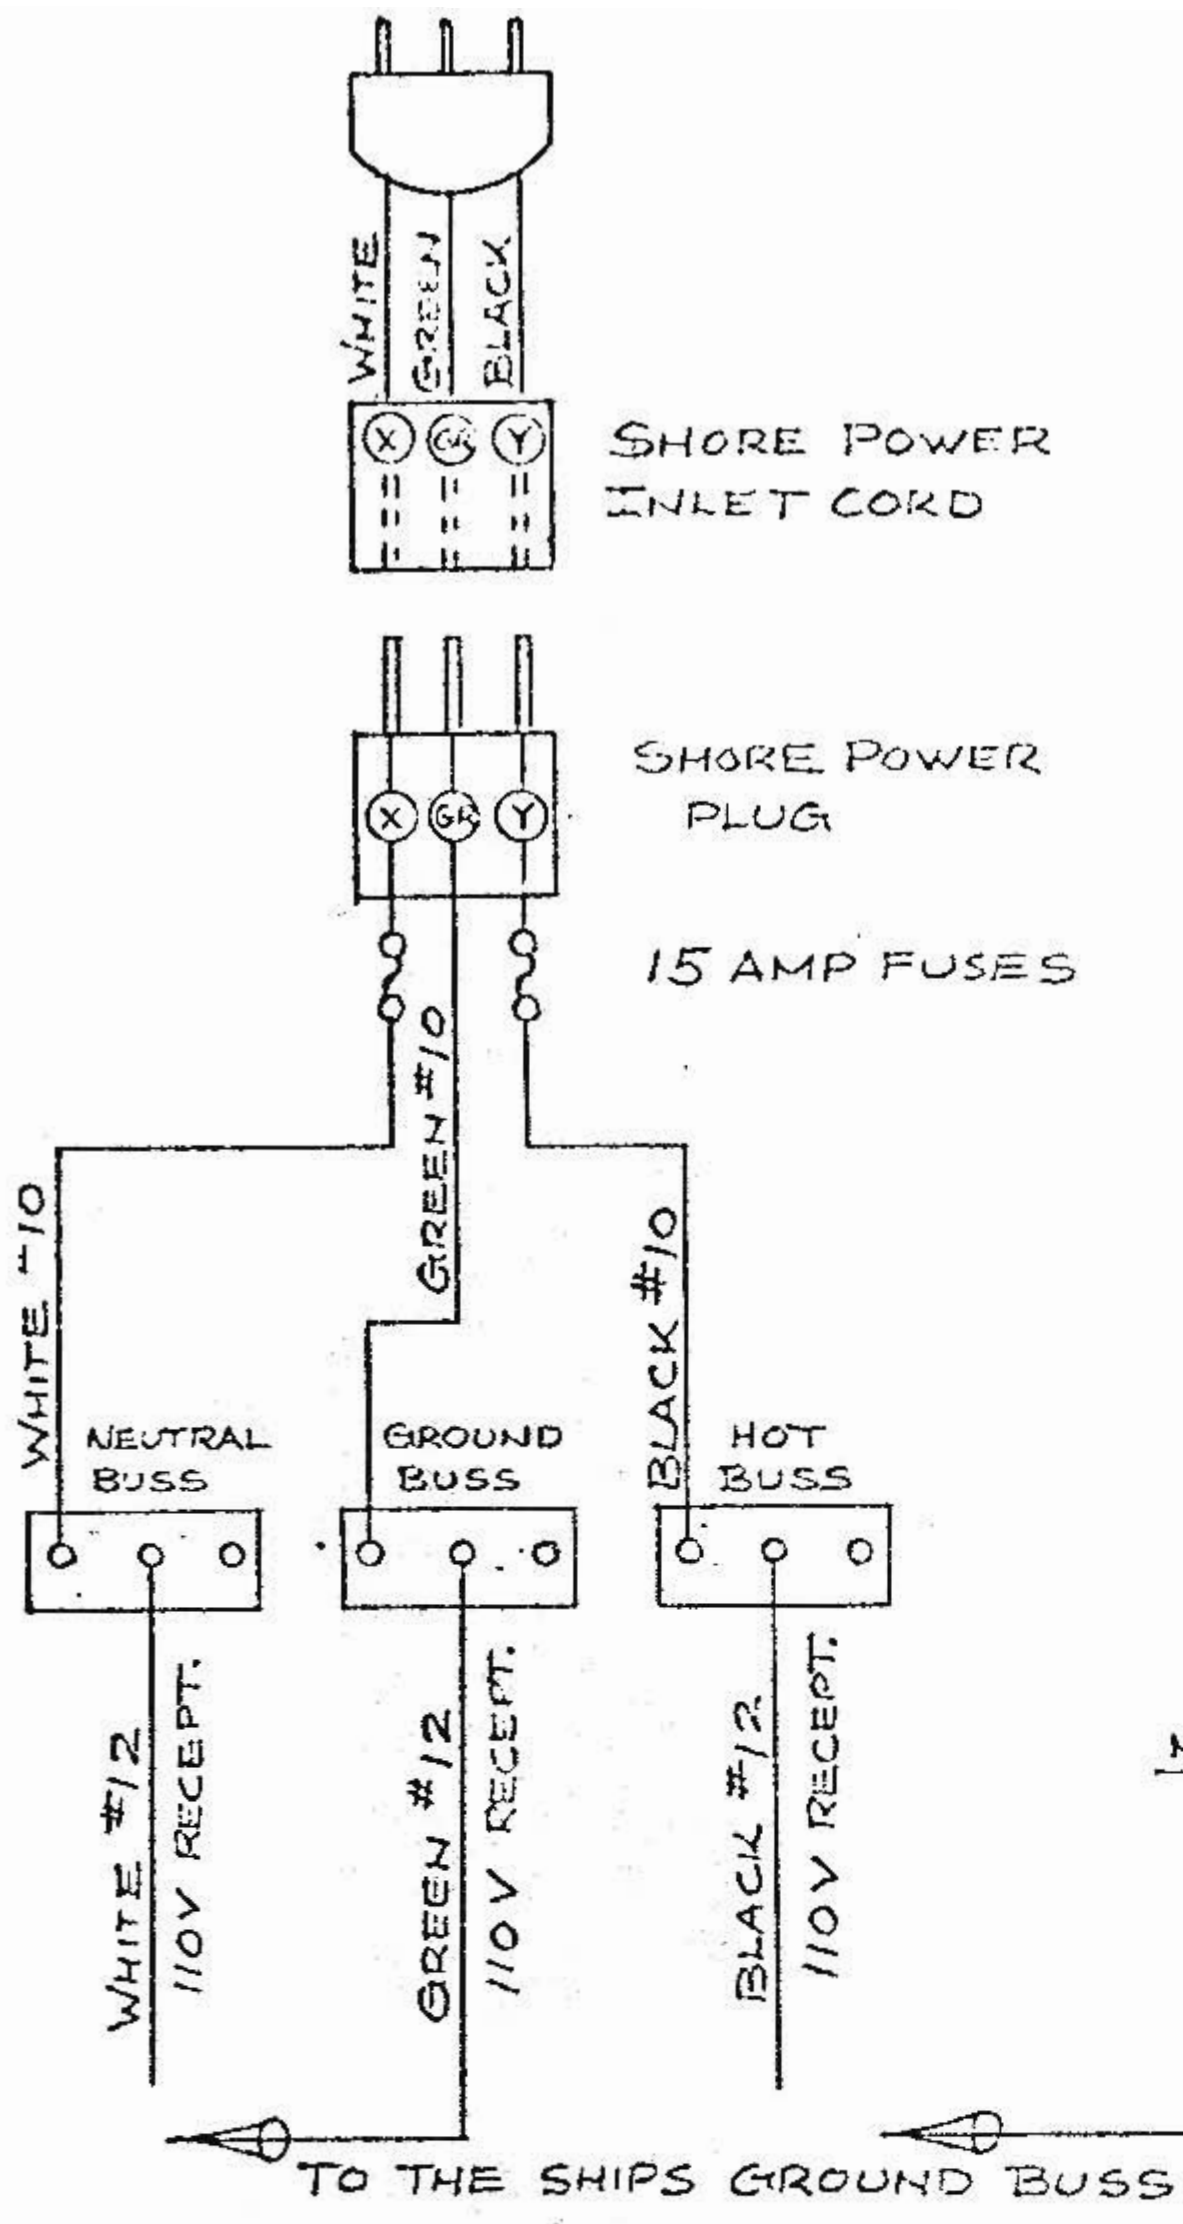 WHITE
GREEN
BLACK
X GR Y
SHORE POWER
INLET CORD
SHORE POWER
PLUG
X GR Y
15 AMP FUSES
GREEN #10
WHITE #10
BLACK #10
NEUTRAL
BUSS
GROUND
BUSS
HOT
BUSS
WHITE #12
110V RECEPT.
GREEN #12
110V RECEPT.
BLACK #12
110V RECEPT.
TO THE SHIPS GROUND BUSS